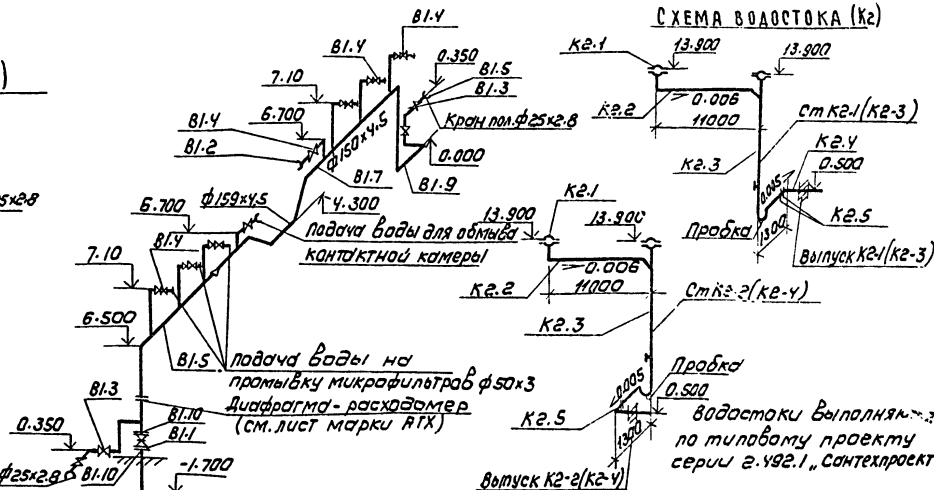 СХЕМА ВОДОСТОКА (К2)
В1.4
В1.4
0.350
В1.5
В1.3
7.10
6.700
В1.4
В1.2
Кран пол.ф25х2.8
ф150х4.5
0.000
В1.7
В1.9
ф159х4.5
4.300
6.700
подача воды для обмыва
контактной камеры
В1.4
7.10
6.500
В1.5
подача воды на
промывку микрофильтров ф50х3
Диафрагма - расходомер
(см. лист марки АТХ)
В1.3
В1.10
В1.1
0.350
ф25х2.8
В1.10
-1.700
К2.1
13.900
13.900
0.006
К2.2
11000
Ст К2-1(К2-3)
К2.3
К2.4
0.500
0.005
К2.5
Пробка
1300
Выпуск К2-1(К2-3)
К2.1
13.900
13.900
0.006
К2.2
11000
Ст К2-2(К2-4)
К2.3
0.005
Пробка
0.500
К2.5
1300
Выпуск К2-2(К2-4)
Водостоки
по типовому проекту
серии 2.492.1 „Сантехпроект